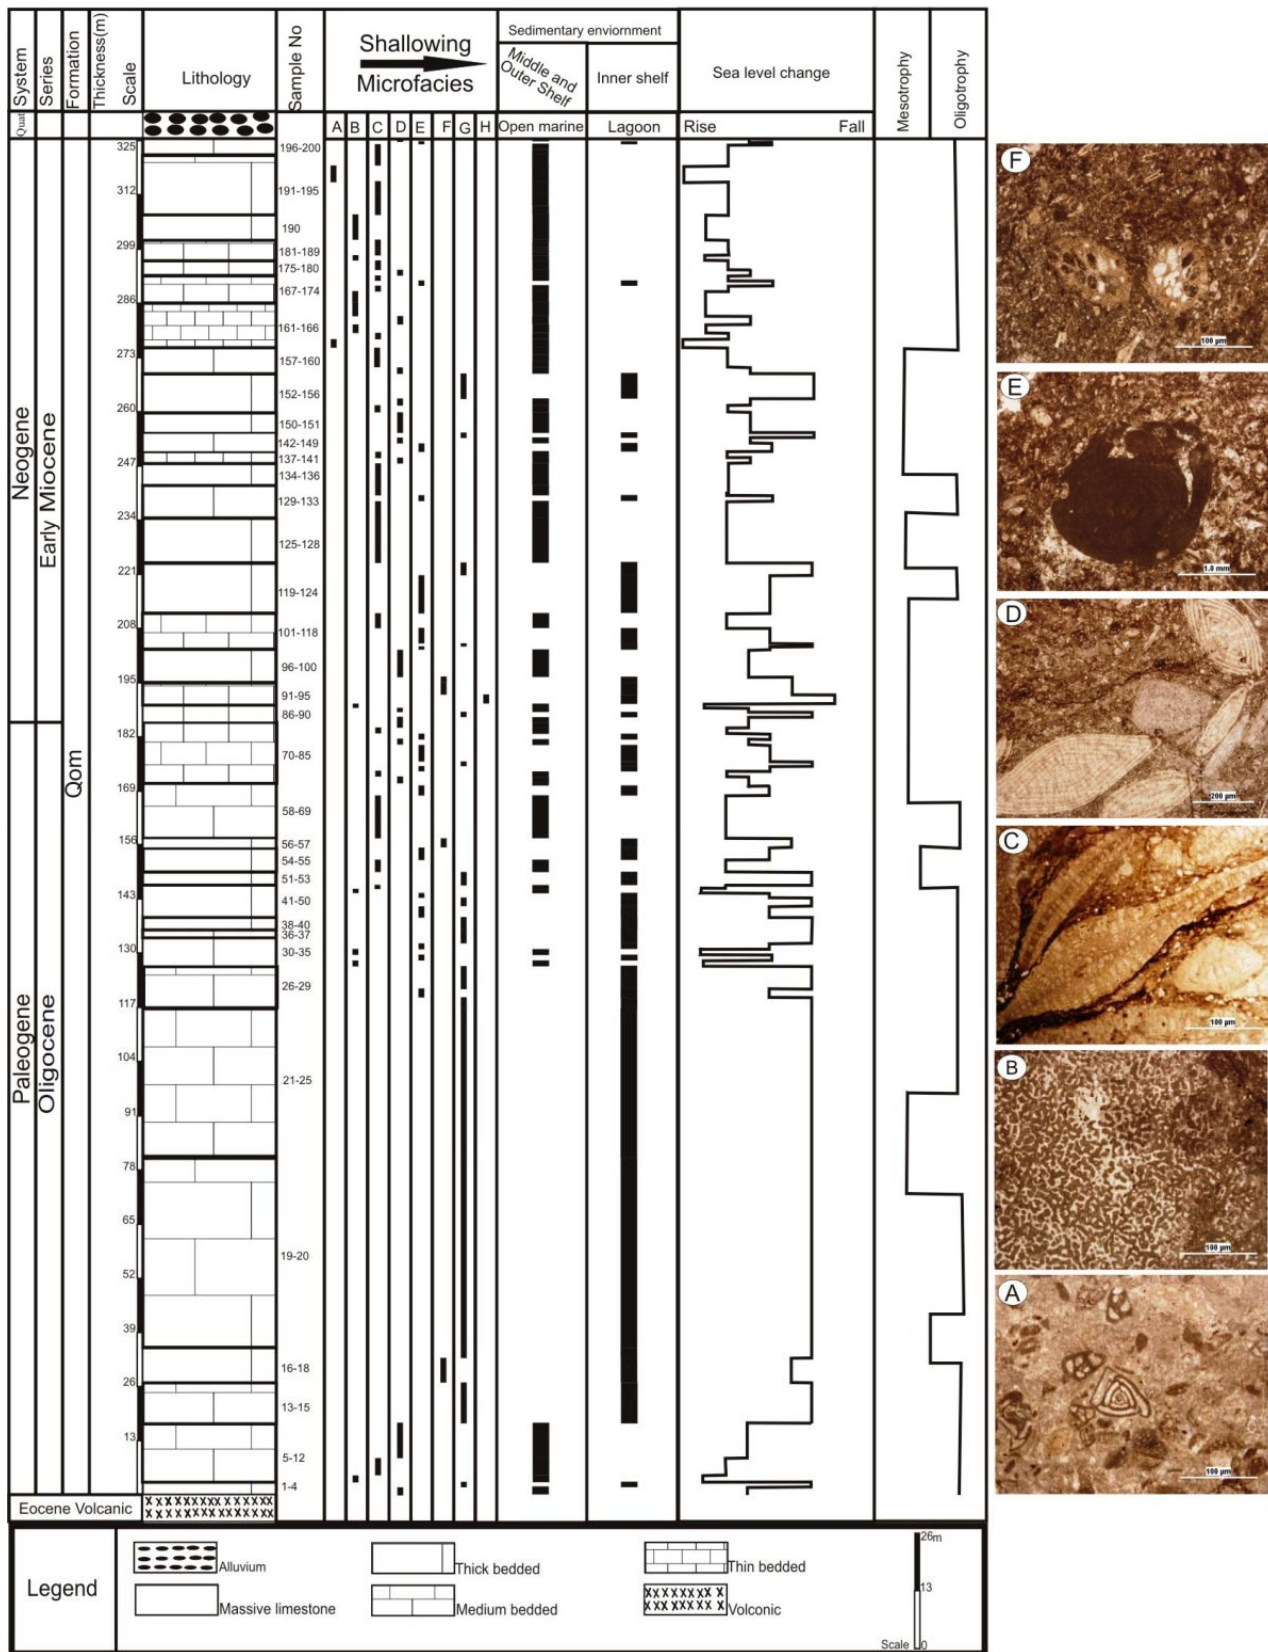 System
Series
Formation
Thickness(m)
Scale
Lithology
Sample No
Shallowing
Microfacies
Sedimentary enviornment
Middle and
Outer Shelf
Inner shelf
Sea level change
Mesotrophy
Oligotrophy
Quat
A B C D E F G H
Open marine
Lagoon
Rise Fall
325 196-200
312 191-195
190
299 181-189
175-180
286 167-174
161-166
273 157-160
152-156
260 150-151
142-149
247 137-141
134-136
129-133
234
125-128
221
119-124
208 101-118
96-100
195 91-95
86-90
182
70-85
169
58-69
156 56-57
54-55
51-53
143 41-50
38-40
36-37
130 30-35
26-29
117
104 21-25
91
78
65
19-20
52
39
16-18
26
13-15
13
5-12
1-4
Neogene
Early Miocene
Qom
Paleogene
Oligocene
Eocene Volcanic
F
100 µm
E
1.0 mm
D
200 µm
C
100 µm
B
100 µm
A
100 µm
Legend
Alluvium
Thick bedded
Thin bedded
Massive limestone
Medium bedded
Volconic
26m
13
Scale 0